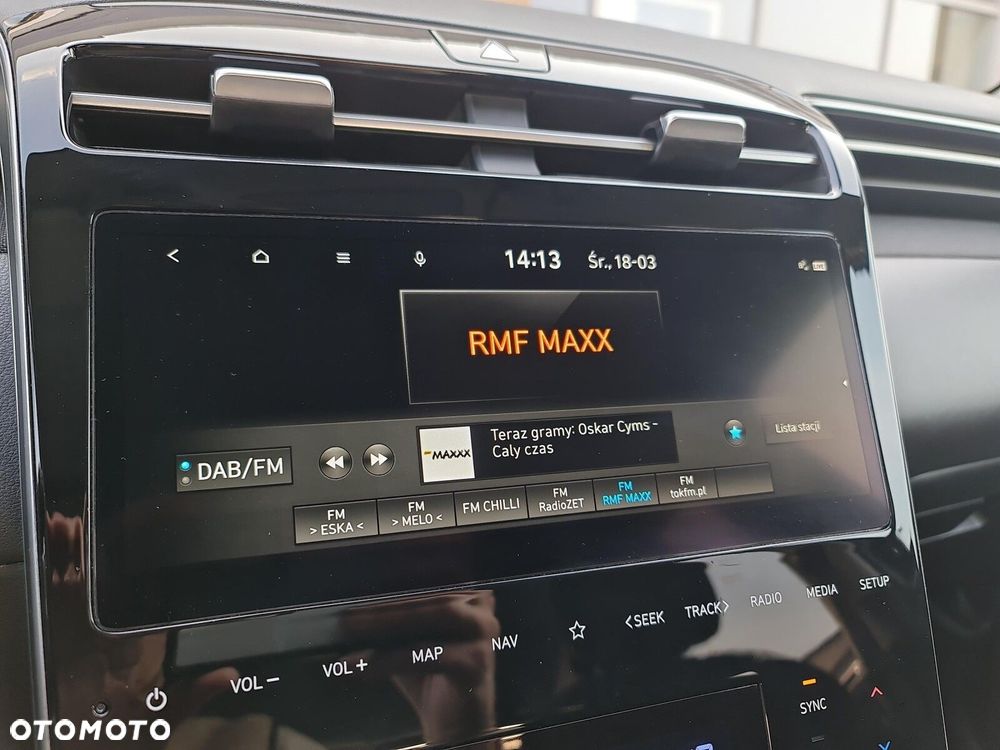 14:13 Śr., 18-03
LIVE
RMF MAXX
DAB/FM
MAXXX
Teraz gramy: Oskar Cyms -
Caly czas
Lista stacji
FM
> ESKA <
FM
> MELO <
FM CHILLI
FM
RadioZET
FM
RMF MAXX
FM
tokfm.pl
VOL− VOL+ MAP NAV <SEEK TRACK> RADIO MEDIA SETUP
SYNC
OTOMOTO